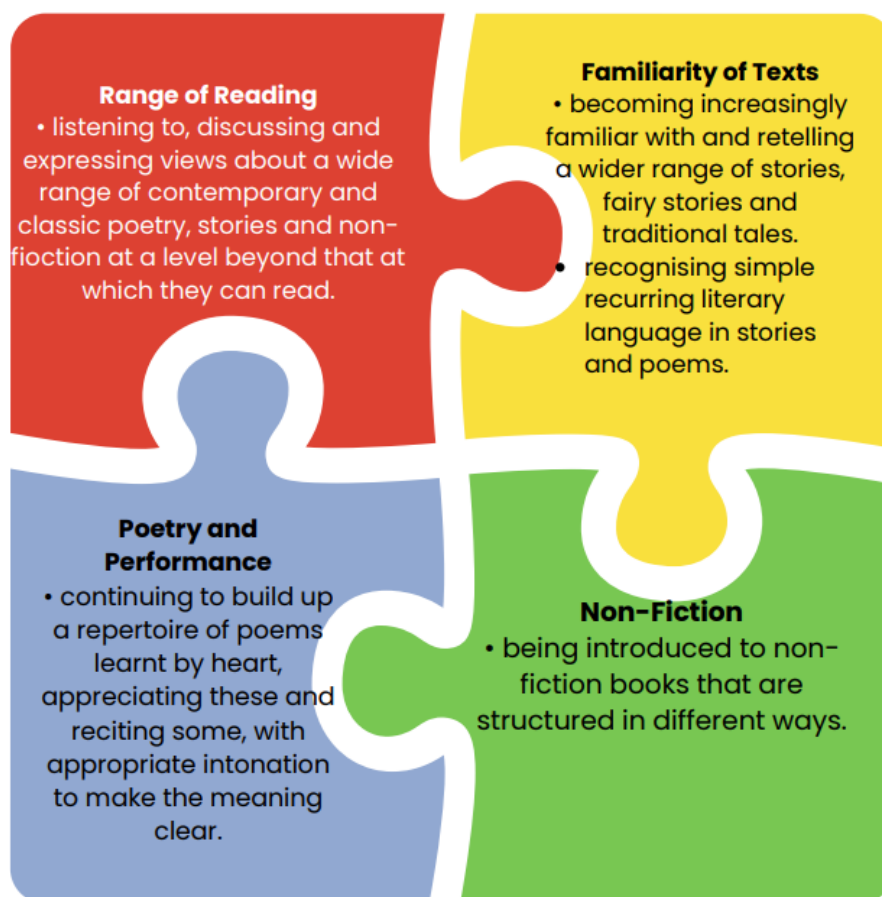 Range of Reading
• listening to, discussing and
expressing views about a wide
range of contemporary and
classic poetry, stories and non-
fioction at a level beyond that at
which they can read.
Familiarity of Texts
• becoming increasingly
familiar with and retelling
a wider range of stories,
fairy stories and
traditional tales.
• recognising simple
recurring literary
language in stories
and poems.
Poetry and
Performance
• continuing to build up
a repertoire of poems
learnt by heart,
appreciating these and
reciting some, with
appropriate intonation
to make the meaning
clear.
Non-Fiction
• being introduced to non-
fiction books that are
structured in different ways.